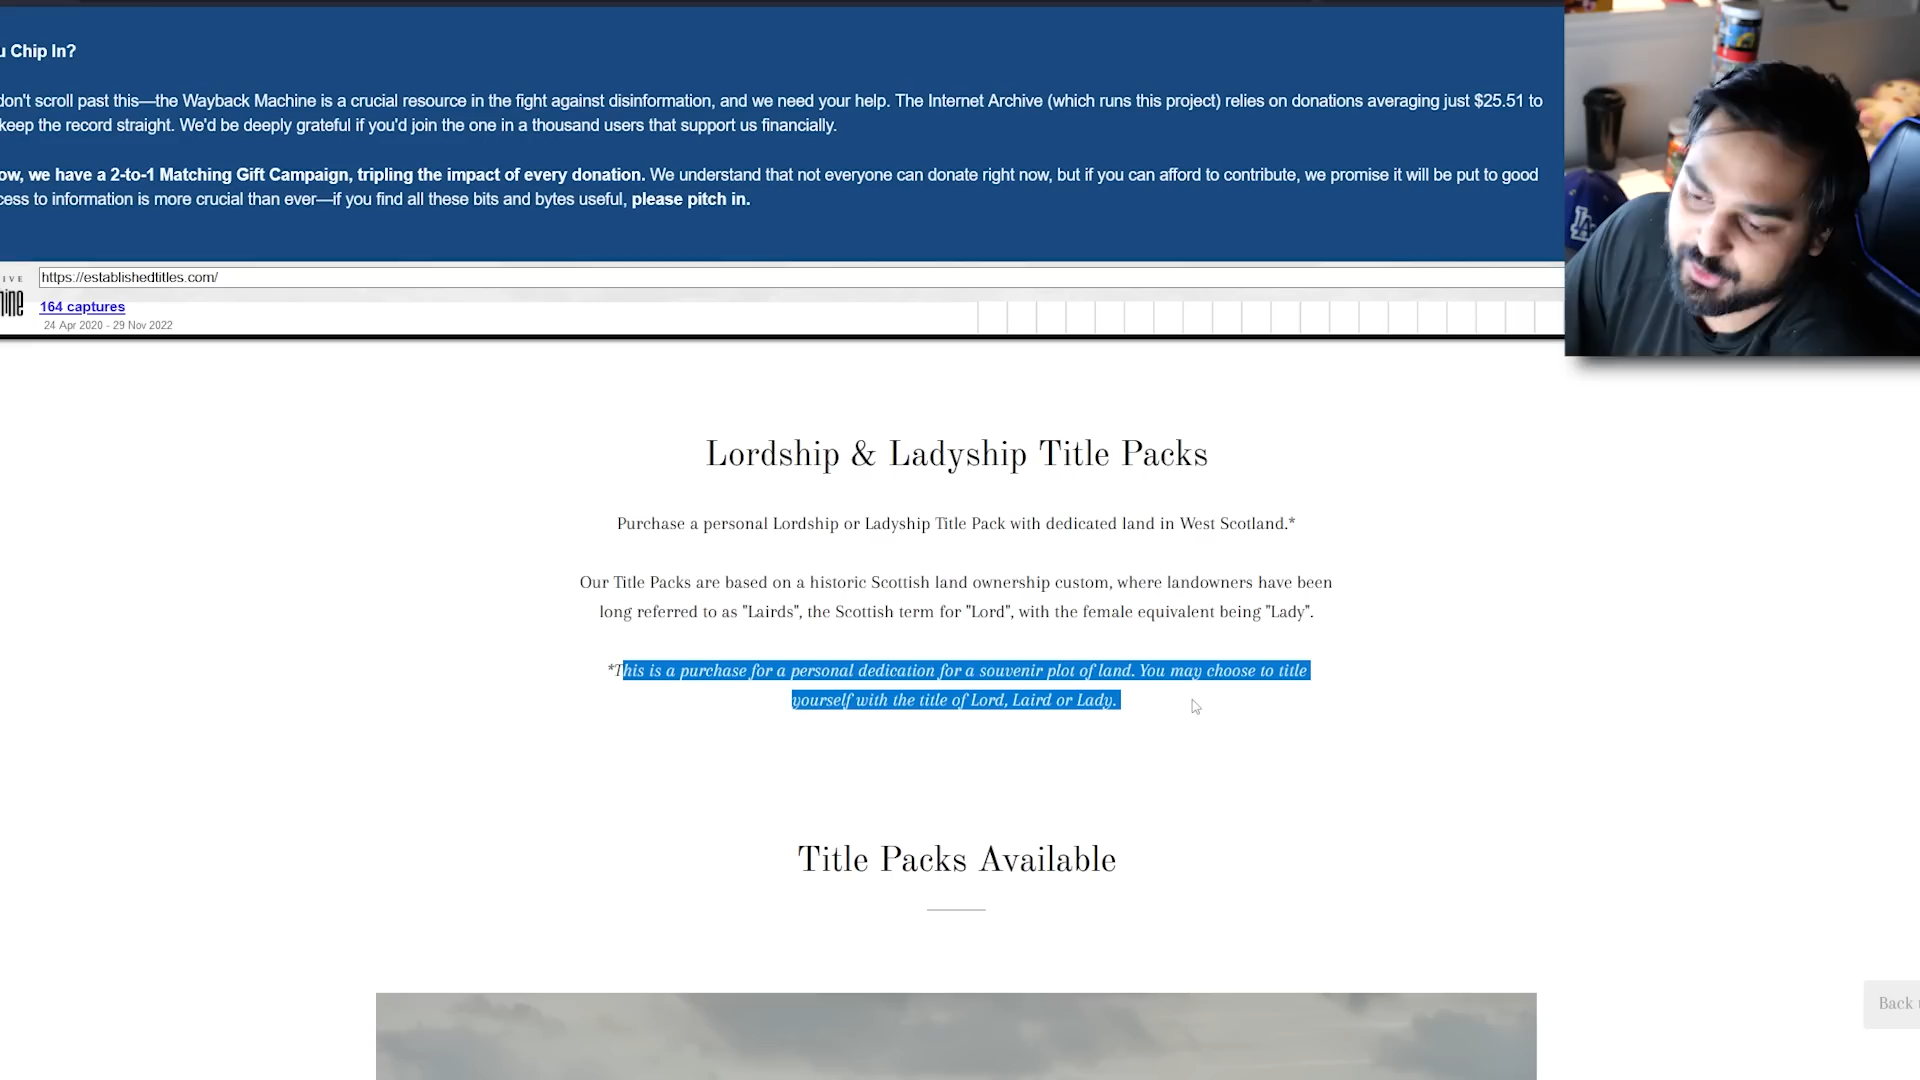 u Chip In?
don't scroll past this—the Wayback Machine is a crucial resource in the fight against disinformation, and we need your help. The Internet Archive (which runs this project) relies on donations averaging just $25.51 to
keep the record straight. We'd be deeply grateful if you'd join the one in a thousand users that support us financially.
ow, we have a 2-to-1 Matching Gift Campaign, tripling the impact of every donation. We understand that not everyone can donate right now, but if you can afford to contribute, we promise it will be put to good
cess to information is more crucial than ever—if you find all these bits and bytes useful, please pitch in.
https://establishedtitles.com/
164 captures
24 Apr 2020 - 29 Nov 2022
LA
Lordship & Ladyship Title Packs
Purchase a personal Lordship or Ladyship Title Pack with dedicated land in West Scotland.*
Our Title Packs are based on a historic Scottish land ownership custom, where landowners have been
long referred to as "Lairds", the Scottish term for "Lord", with the female equivalent being "Lady".
*This is a purchase for a personal dedication for a souvenir plot of land. You may choose to title
yourself with the title of Lord, Laird or Lady.
Title Packs Available
Back